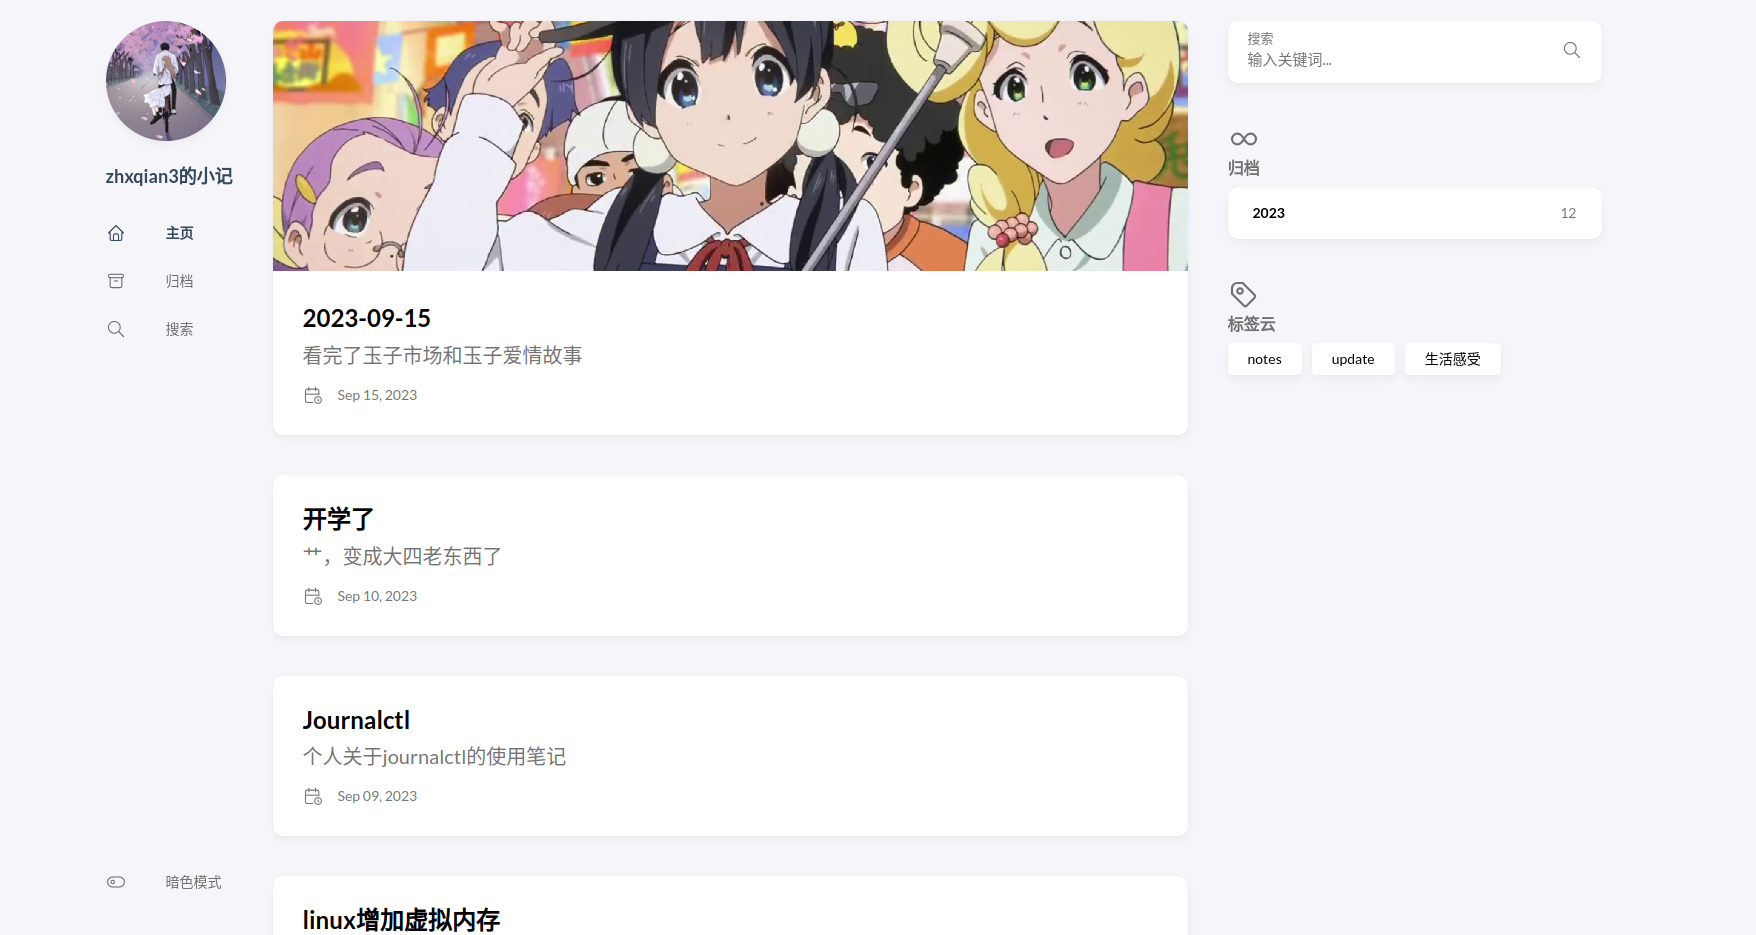 zhxqian3的小记
主页
归档
搜索
暗色模式
2023-09-15
看完了玉子市场和玉子爱情故事
Sep 15, 2023
开学了
艹，变成大四老东西了
Sep 10, 2023
Journalctl
个人关于journalctl的使用笔记
Sep 09, 2023
linux增加虚拟内存
搜索
输入关键词...
归档
2023 12
标签云
notes update 生活感受